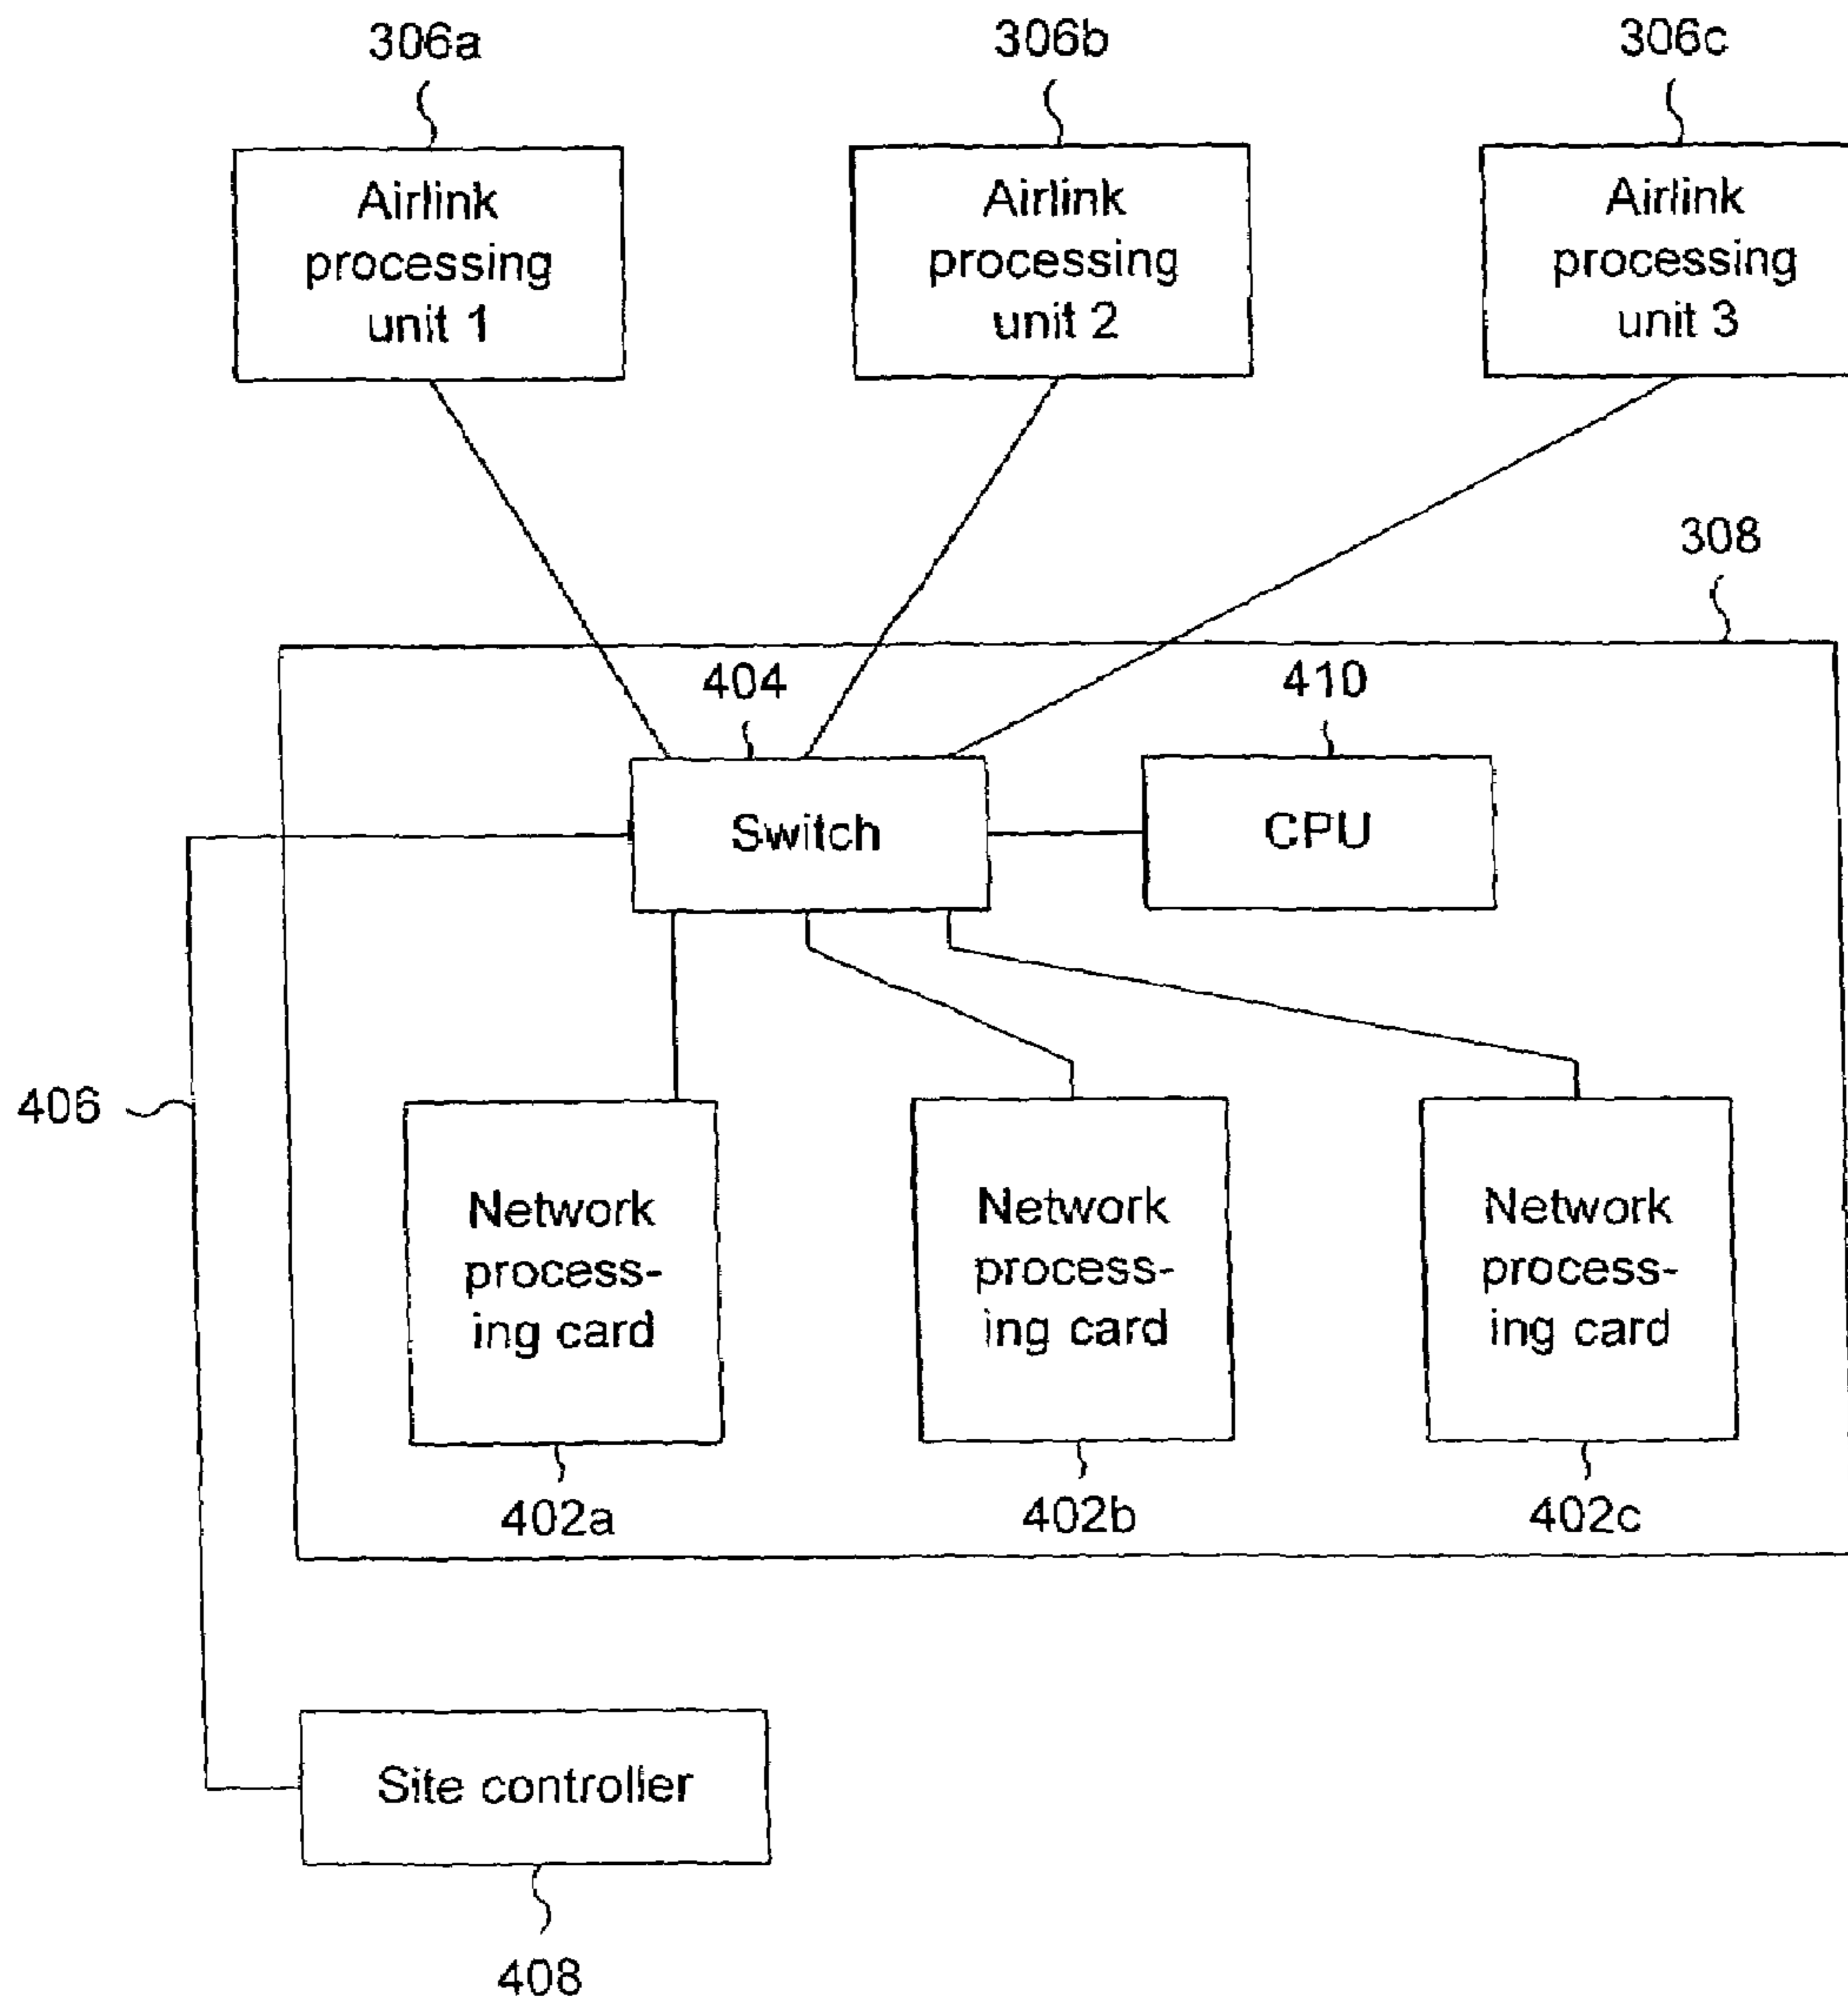 306a
306b
306c
Airlink
processing
unit 1
Airlink
processing
unit 2
Airlink
processing
unit 3
308
404
410
Switch
CPU
406
Network
process-
ing card
Network
process-
ing card
Network
process-
ing card
402a
402b
402c
Site controller
408